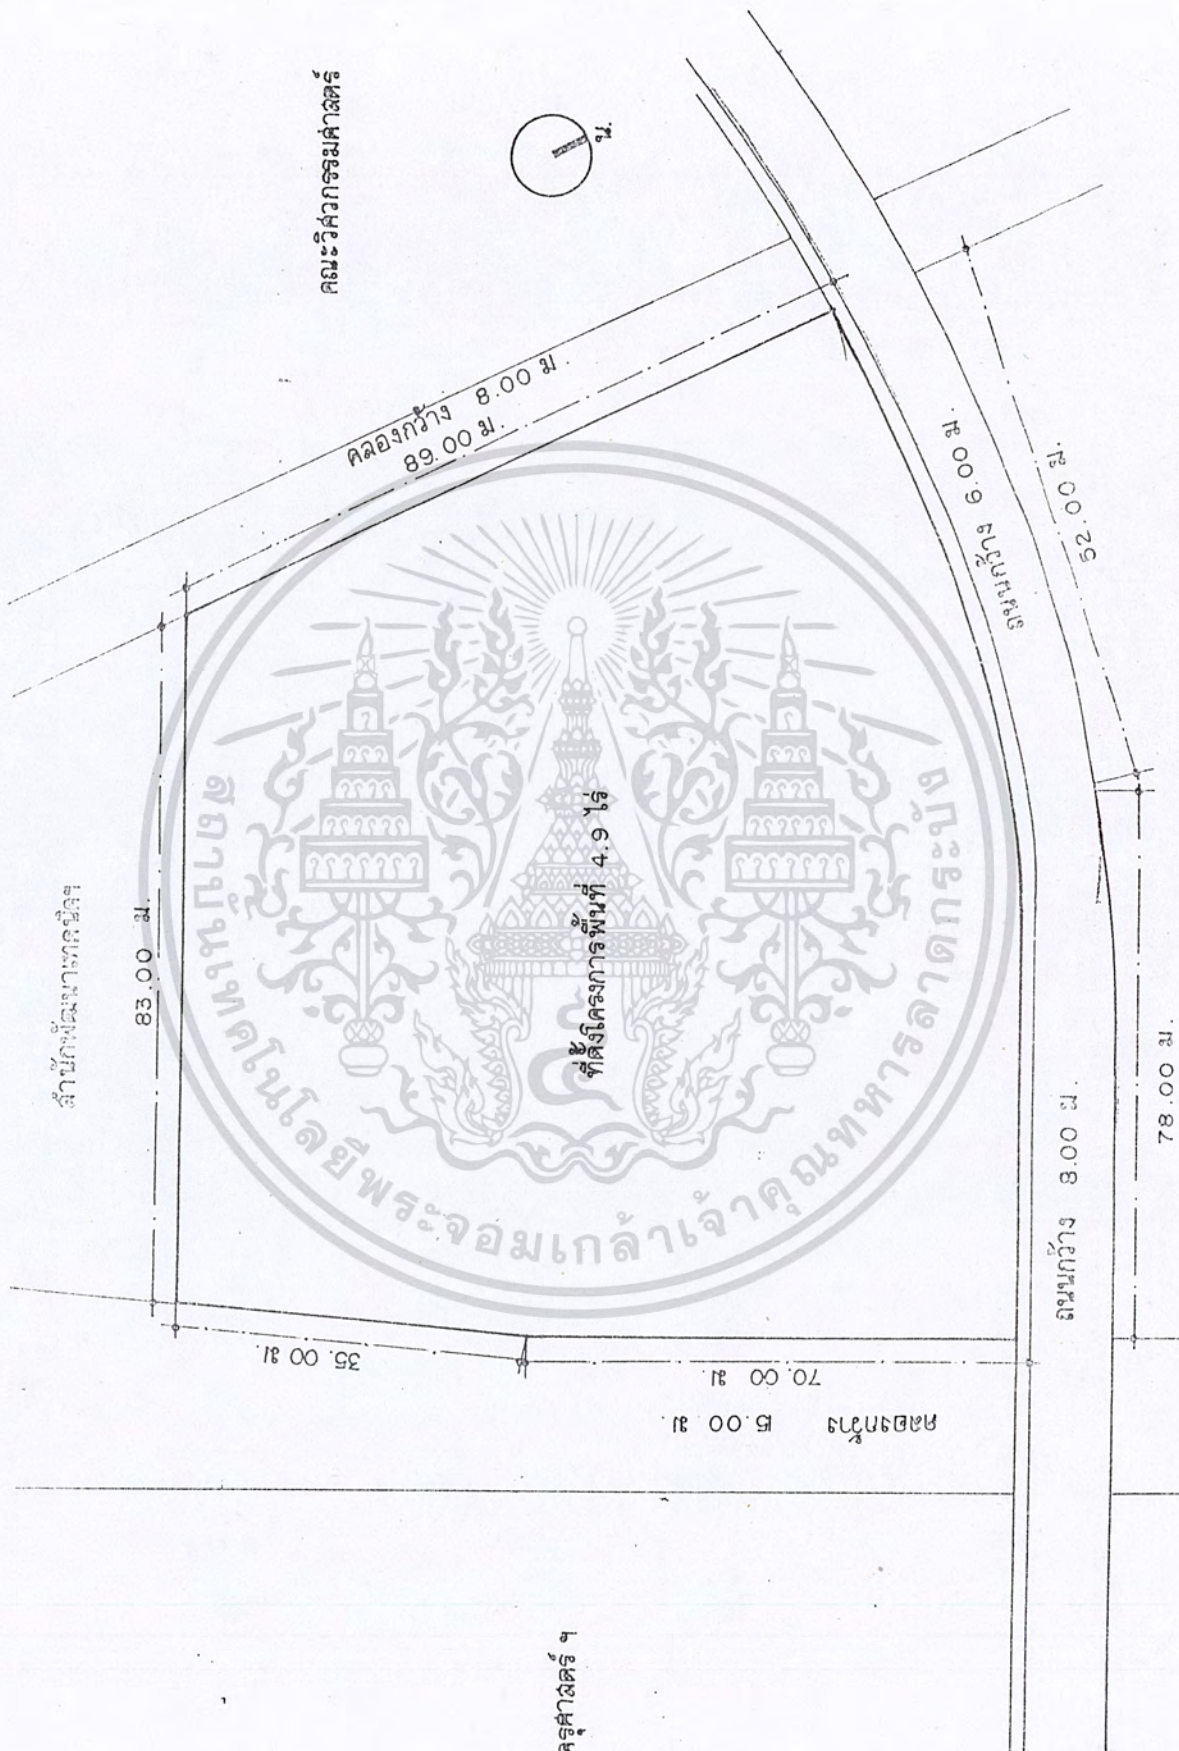 คณะวิศวกรรมศาสตร์
น.
คลองกว้าง 8.00 ม.
89.00 ม.
สำนักพัฒนาเทคนิคฯ
83.00 ม.
ที่ตั้งโครงการพื้นที่ 4.9 ไร่
ถนนกว้าง 6.00 ม.
52.00 ม.
35.00 ม.
70.00 ม.
คลองกว้าง 15.00 ม.
ถนนกว้าง 8.00 ม.
78.00 ม.
ครุศาสตร์ ฯ
สถาบันเทคโนโลยีพระจอมเกล้าเจ้าคุณทหารลาดกระบัง